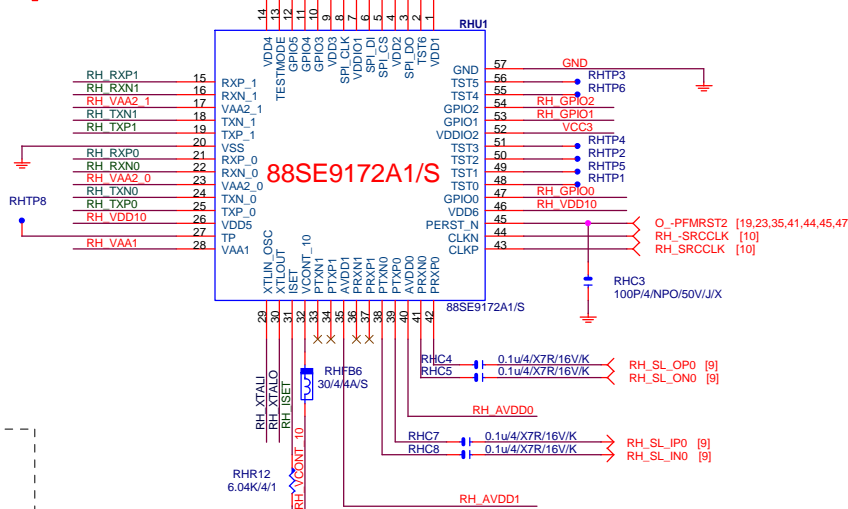 RHU1
14 13 12 11 10 9 8 7 6 5 4 3 2 1
VDD4
TESTMODE
GPIO5
GPIO4
GPIO3
VDD3
SPI_CLK
VDDIO1
SPI_DI
SPI_CS
VDD2
SPI_DO
TST6
VDD1
RH_RXP1 15 RXP_1
RH_RXN1 16 RXN_1
RH_VAA2_1 17 VAA2_1
RH_TXN1 18 TXN_1
RH_TXP1 19 TXP_1
20 VSS
RH_RXP0 21 RXP_0
RH_RXN0 22 RXN_0
RH_VAA2_0 23 VAA2_0
RH_TXN0 24 TXN_0
RH_TXP0 25 TXP_0
RH_VDD10 26 VDD5
27 TP
RH_VAA1 28 VAA1
RHTP8
88SE9172A1/S
GND 57 GND
TST5 56 RHTP3
TST4 55 RHTP6
GPIO2 54 RH_GPIO2
GPIO1 53 RH_GPIO1
VDDIO2 52 VCC3
TST3 51 RHTP4
TST2 50 RHTP2
TST1 49 RHTP5
TST0 48 RHTP1
GPIO0 47 RH_GPIO0
VDD6 46 RH_VDD10
PERST_N 45 O_-PFMRST2 [19,23,35,41,44,45,47
CLKN 44 RH_-SRCCLK [10]
CLKP 43 RH_SRCCLK [10]
XTLIN_OSC
XTLOUT
ISET
VCONT_10
PTXN1
PTXP1
AVDD1
PRXN1
PRXP1
PTXN0
PTXP0
AVDD0
PRXN0
PRXP0
29 30 31 32 33 34 35 36 37 38 39 40 41 42
88SE9172A1/S
RHC3
100P/4/NPO/50V/J/X
RH_XTALI
RH_XTALO
RH_ISET
RHFB6
30/4/4A/S
RH_VCONT_10
RHR12
6.04K/4/1
RHC4 0.1u/4/X7R/16V/K RH_SL_OP0 [9]
RHC5 0.1u/4/X7R/16V/K RH_SL_ON0 [9]
RH_AVDD0
RHC7 0.1u/4/X7R/16V/K RH_SL_IP0 [9]
RHC8 0.1u/4/X7R/16V/K RH_SL_IN0 [9]
RH_AVDD1